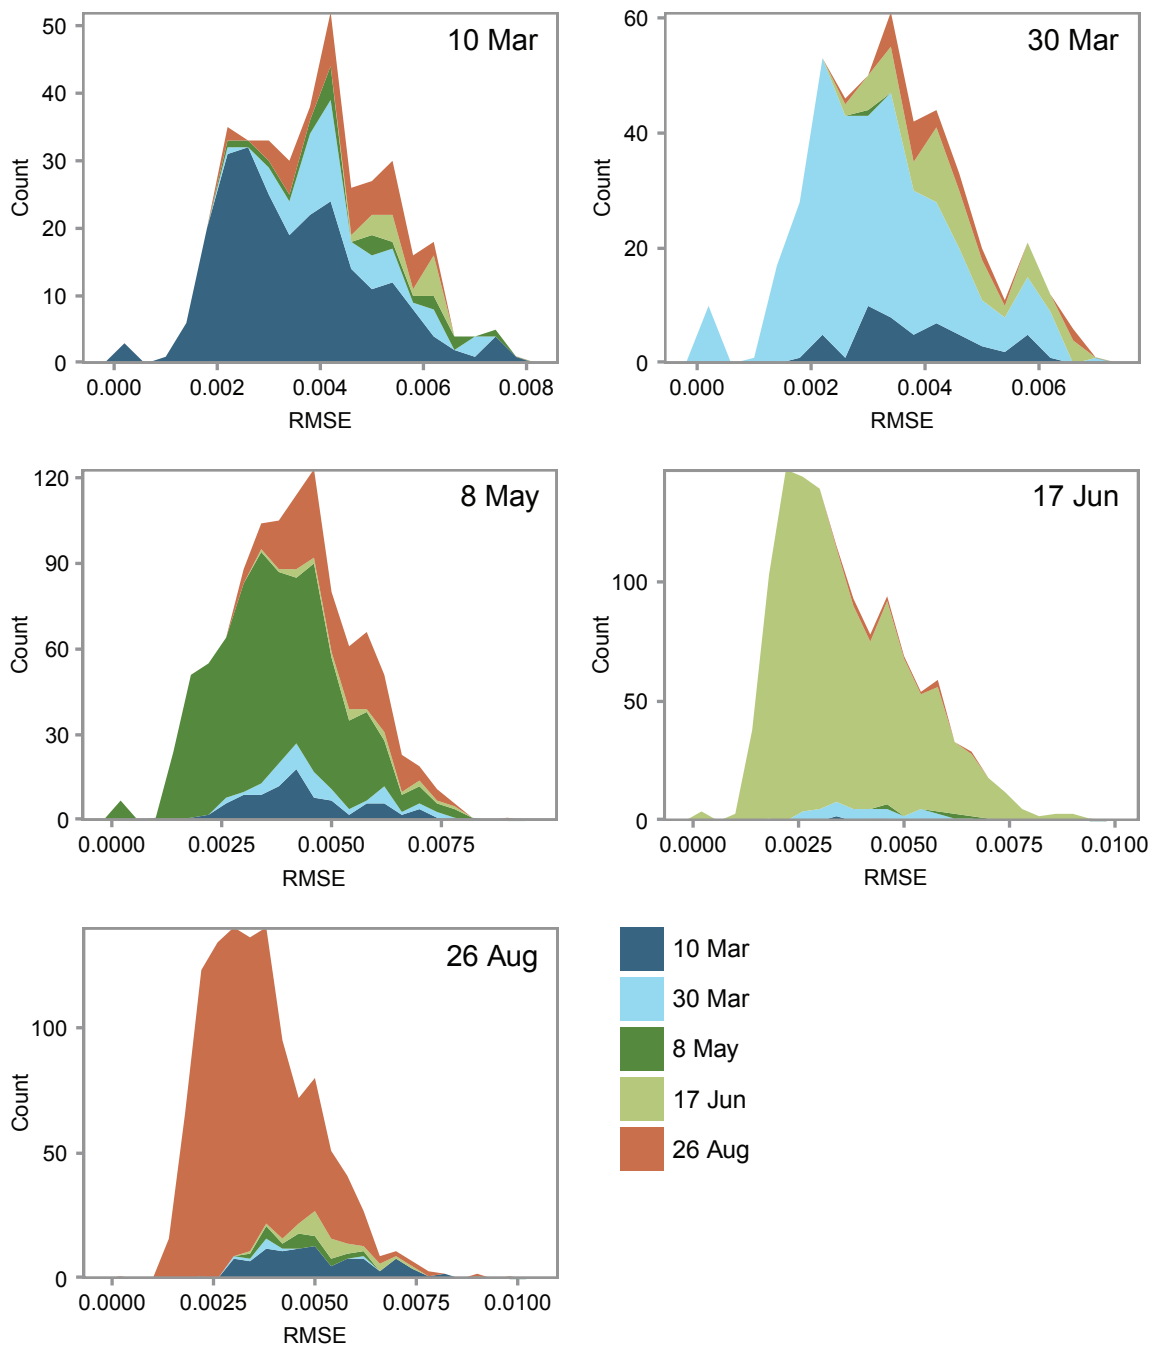 10 Mar
50
40
30
20
10
0
Count
0.000 0.002 0.004 0.006 0.008
RMSE
30 Mar
60
40
20
0
Count
0.000 0.002 0.004 0.006
RMSE
8 May
120
90
60
30
0
Count
0.0000 0.0025 0.0050 0.0075
RMSE
17 Jun
100
50
0
Count
0.0000 0.0025 0.0050 0.0075 0.0100
RMSE
26 Aug
100
50
0
Count
0.0000 0.0025 0.0050 0.0075 0.0100
RMSE
10 Mar
30 Mar
8 May
17 Jun
26 Aug